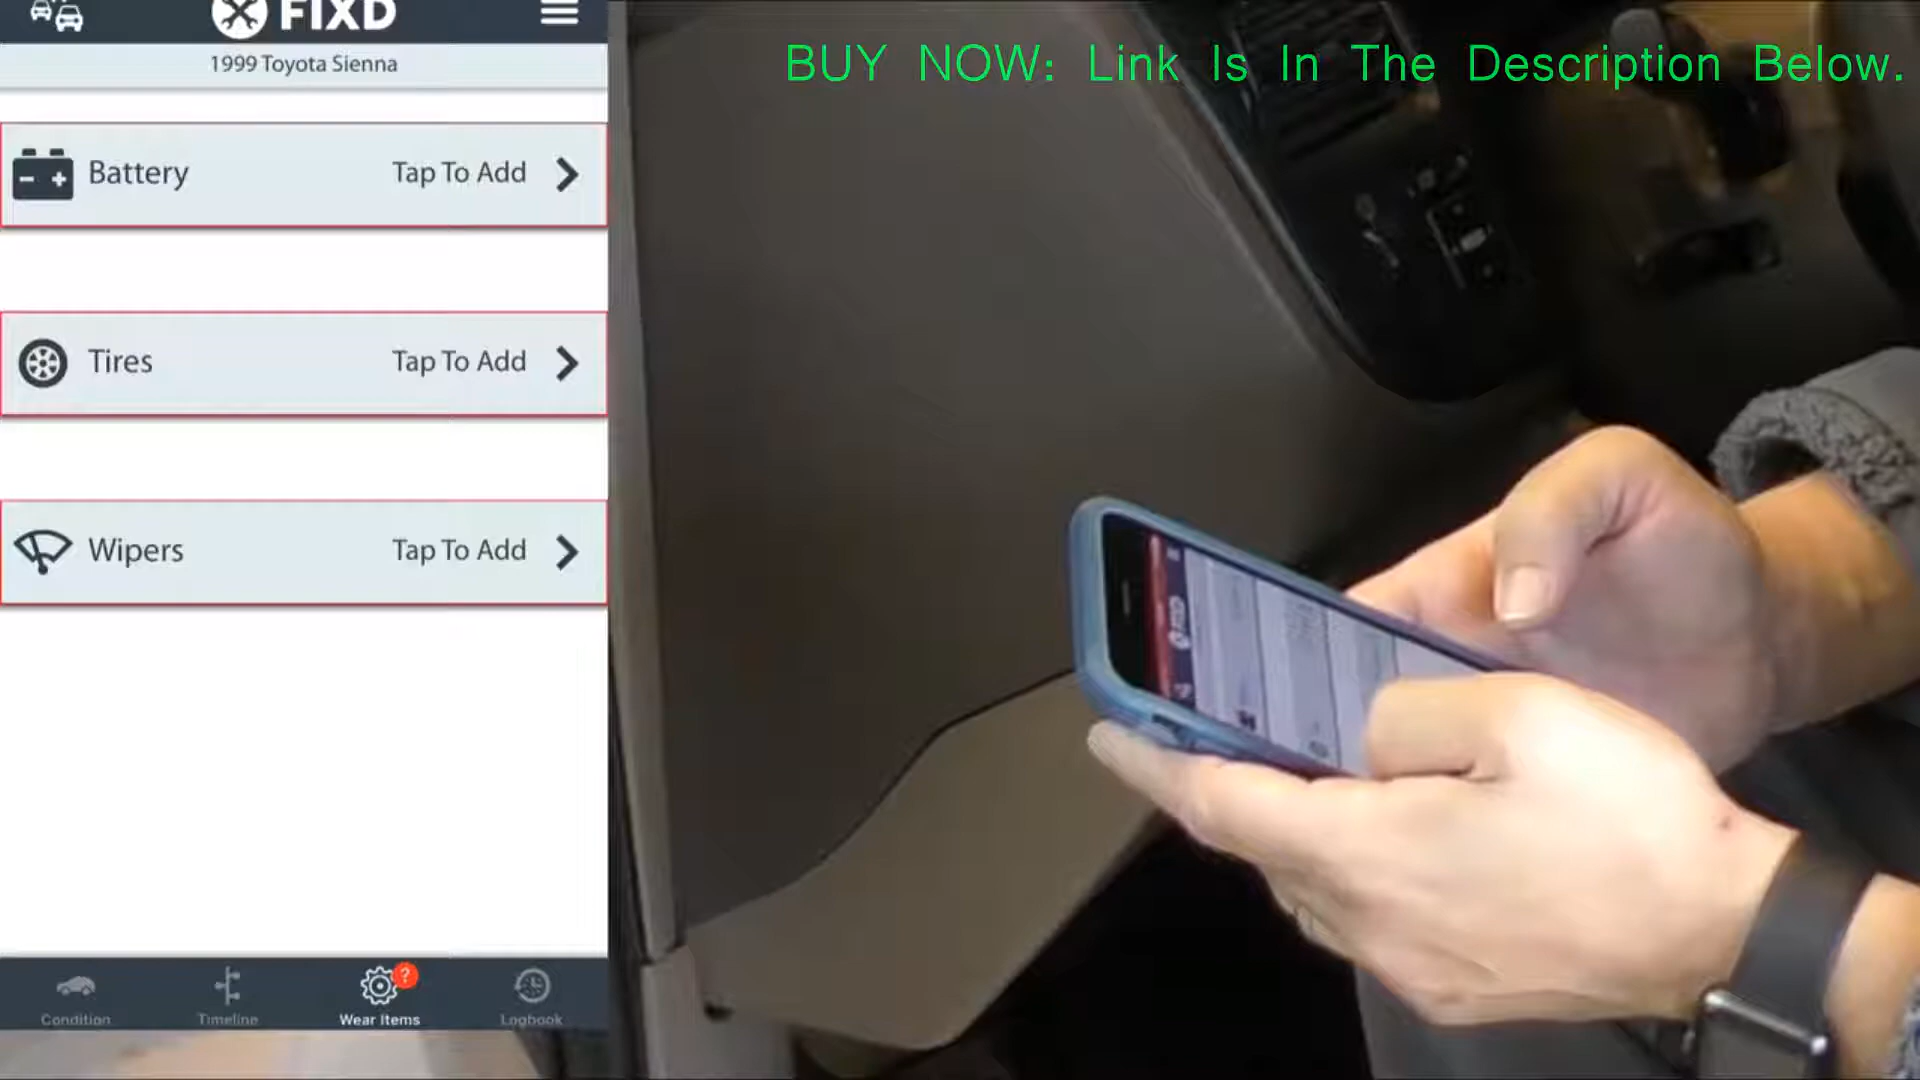 FIXD
1999 Toyota Sienna
BUY NOW: Link Is In The Description Below.
Battery Tap To Add
Tires Tap To Add
Wipers Tap To Add
FIXD
?
Condition Timeline Wear Items Logbook